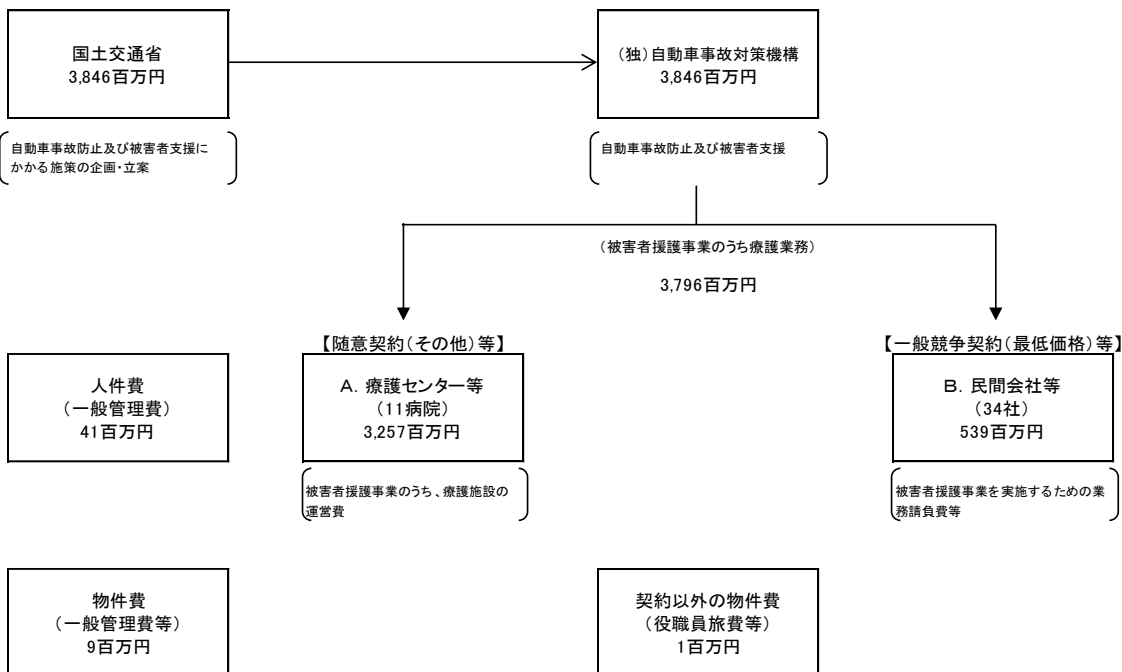 国土交通省
3,846百万円
(独)自動車事故対策機構
3,846百万円
自動車事故防止及び被害者支援に
かかる施策の企画・立案
自動車事故防止及び被害者支援
(被害者援護事業のうち療護業務)
3,796百万円
【随意契約(その他)等】
【一般競争契約(最低価格)等】
人件費
(一般管理費)
41百万円
A. 療護センター等
(11病院)
3,257百万円
B. 民間会社等
(34社)
539百万円
被害者援護事業のうち、療護施設の
運営費
被害者援護事業を実施するための業
務請負費等
物件費
(一般管理費等)
9百万円
契約以外の物件費
(役職員旅費等)
1百万円